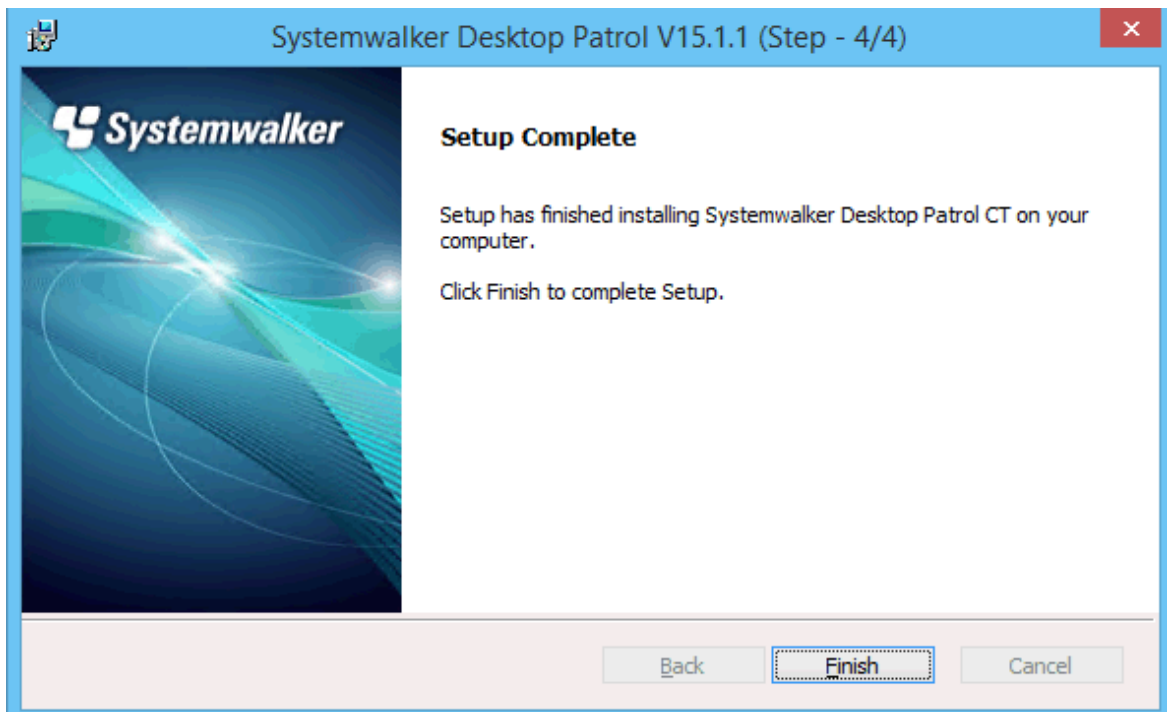 Systemwalker Desktop Patrol V15.1.1 (Step - 4/4)
Systemwalker
Setup Complete
Setup has finished installing Systemwalker Desktop Patrol CT on your
computer.
Click Finish to complete Setup.
Back
Finish
Cancel